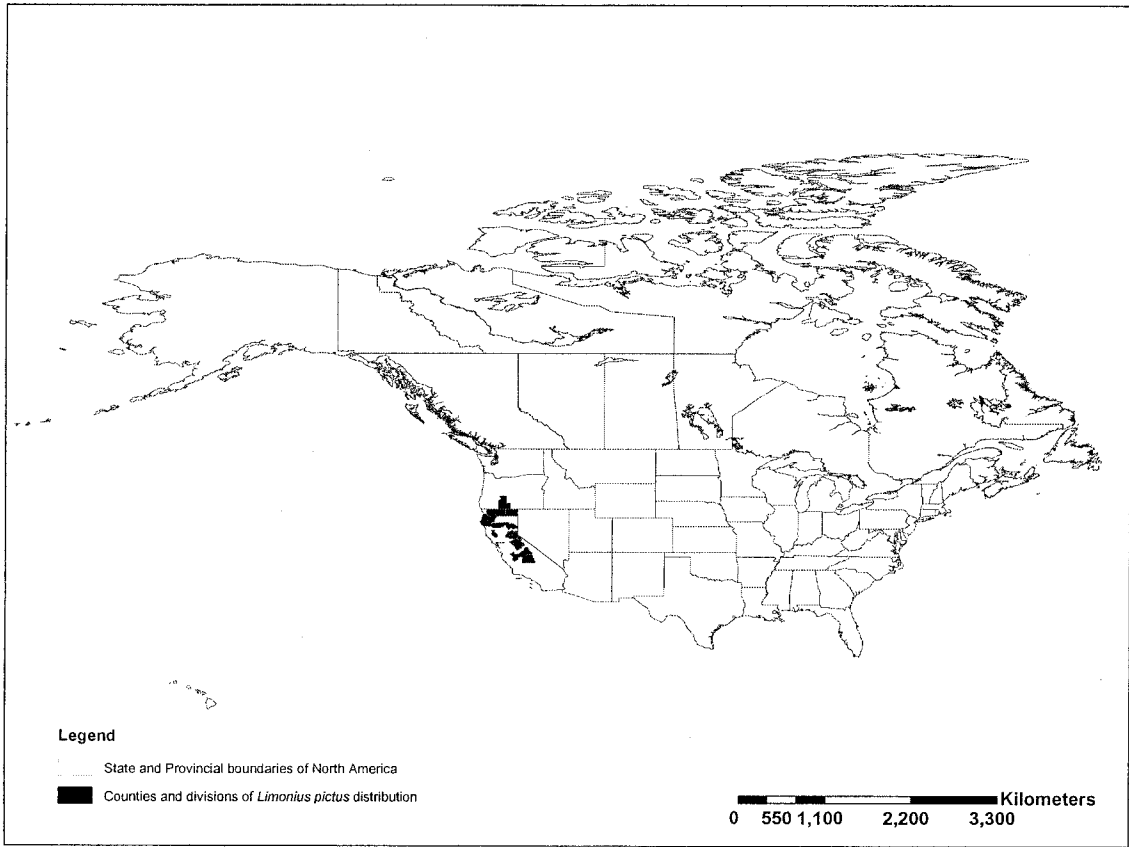 Legend
State and Provincial boundaries of North America
Counties and divisions of Limonius pictus distribution
Kilometers
0 550 1,100 2,200 3,300